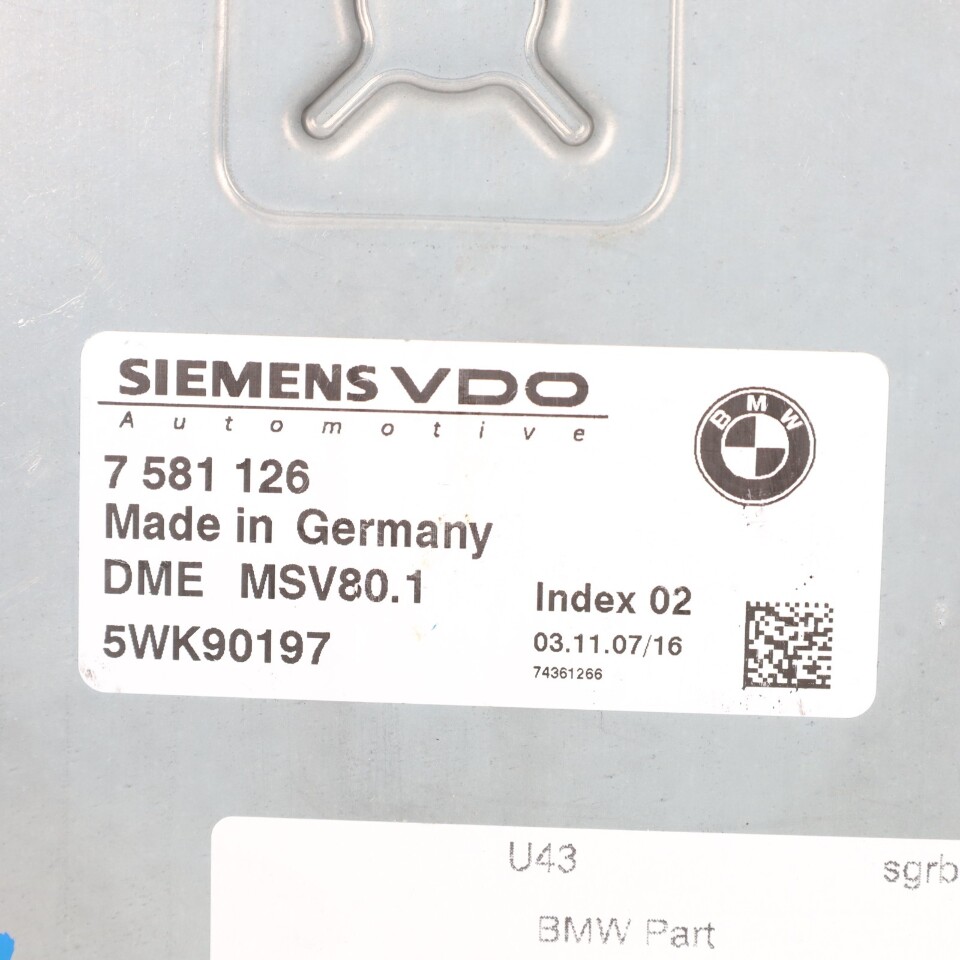 SIEMENS VDO
Automotive
BMW
7 581 126
Made in Germany
DME MSV80.1
5WK90197
Index 02
03.11.07/16
74361266
U43 sgrb
BMW Part